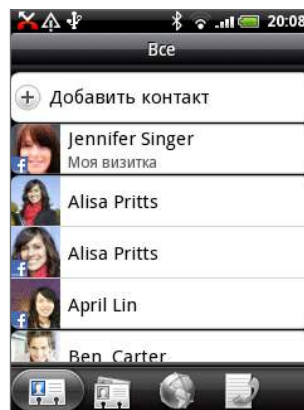 20:08
Все
Добавить контакт
Jennifer Singer
Моя визитка
Alisa Pritts
Alisa Pritts
April Lin
Ben Carter